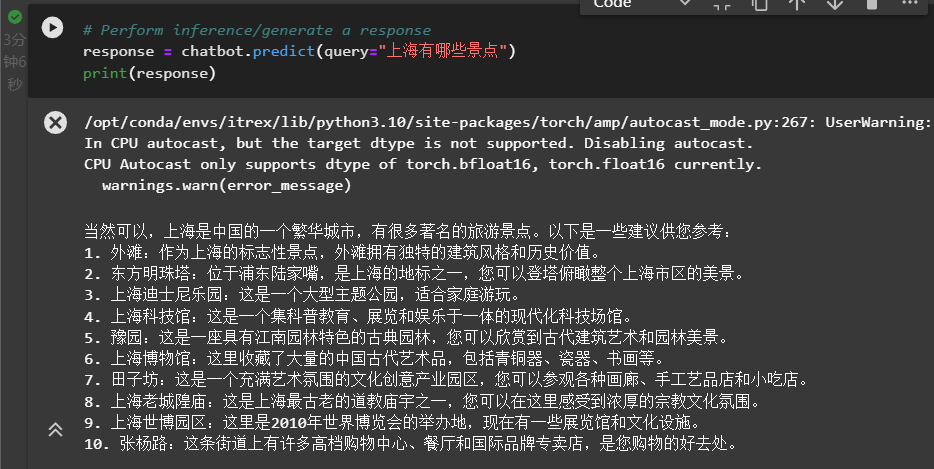 Code
3分
钟6
秒
# Perform inference/generate a response
response = chatbot.predict(query="上海有哪些景点")
print(response)
/opt/conda/envs/itrex/lib/python3.10/site-packages/torch/amp/autocast_mode.py:267: UserWarning:
In CPU autocast, but the target dtype is not supported. Disabling autocast.
CPU Autocast only supports dtype of torch.bfloat16, torch.float16 currently.
warnings.warn(error_message)
当然可以，上海是中国的一个繁华城市，有很多著名的旅游景点。以下是一些建议供您参考：
1. 外滩：作为上海的标志性景点，外滩拥有独特的建筑风格和历史价值。
2. 东方明珠塔：位于浦东陆家嘴，是上海的地标之一，您可以登塔俯瞰整个上海市区的美景。
3. 上海迪士尼乐园：这是一个大型主题公园，适合家庭游玩。
4. 上海科技馆：这是一个集科普教育、展览和娱乐于一体的现代化科技场馆。
5. 豫园：这是一座具有江南园林特色的古典园林，您可以欣赏到古代建筑艺术和园林美景。
6. 上海博物馆：这里收藏了大量的中国古代艺术品，包括青铜器、瓷器、书画等。
7. 田子坊：这是一个充满艺术氛围的文化创意产业园区，您可以参观各种画廊、手工艺品店和小吃店。
8. 上海老城隍庙：这是上海最古老的道教庙宇之一，您可以在这里感受到浓厚的宗教文化氛围。
9. 上海世博园区：这里是2010年世界博览会的举办地，现在有一些展览馆和文化设施。
10. 张杨路：这条街道上有许多高档购物中心、餐厅和国际品牌专卖店，是您购物的好去处。